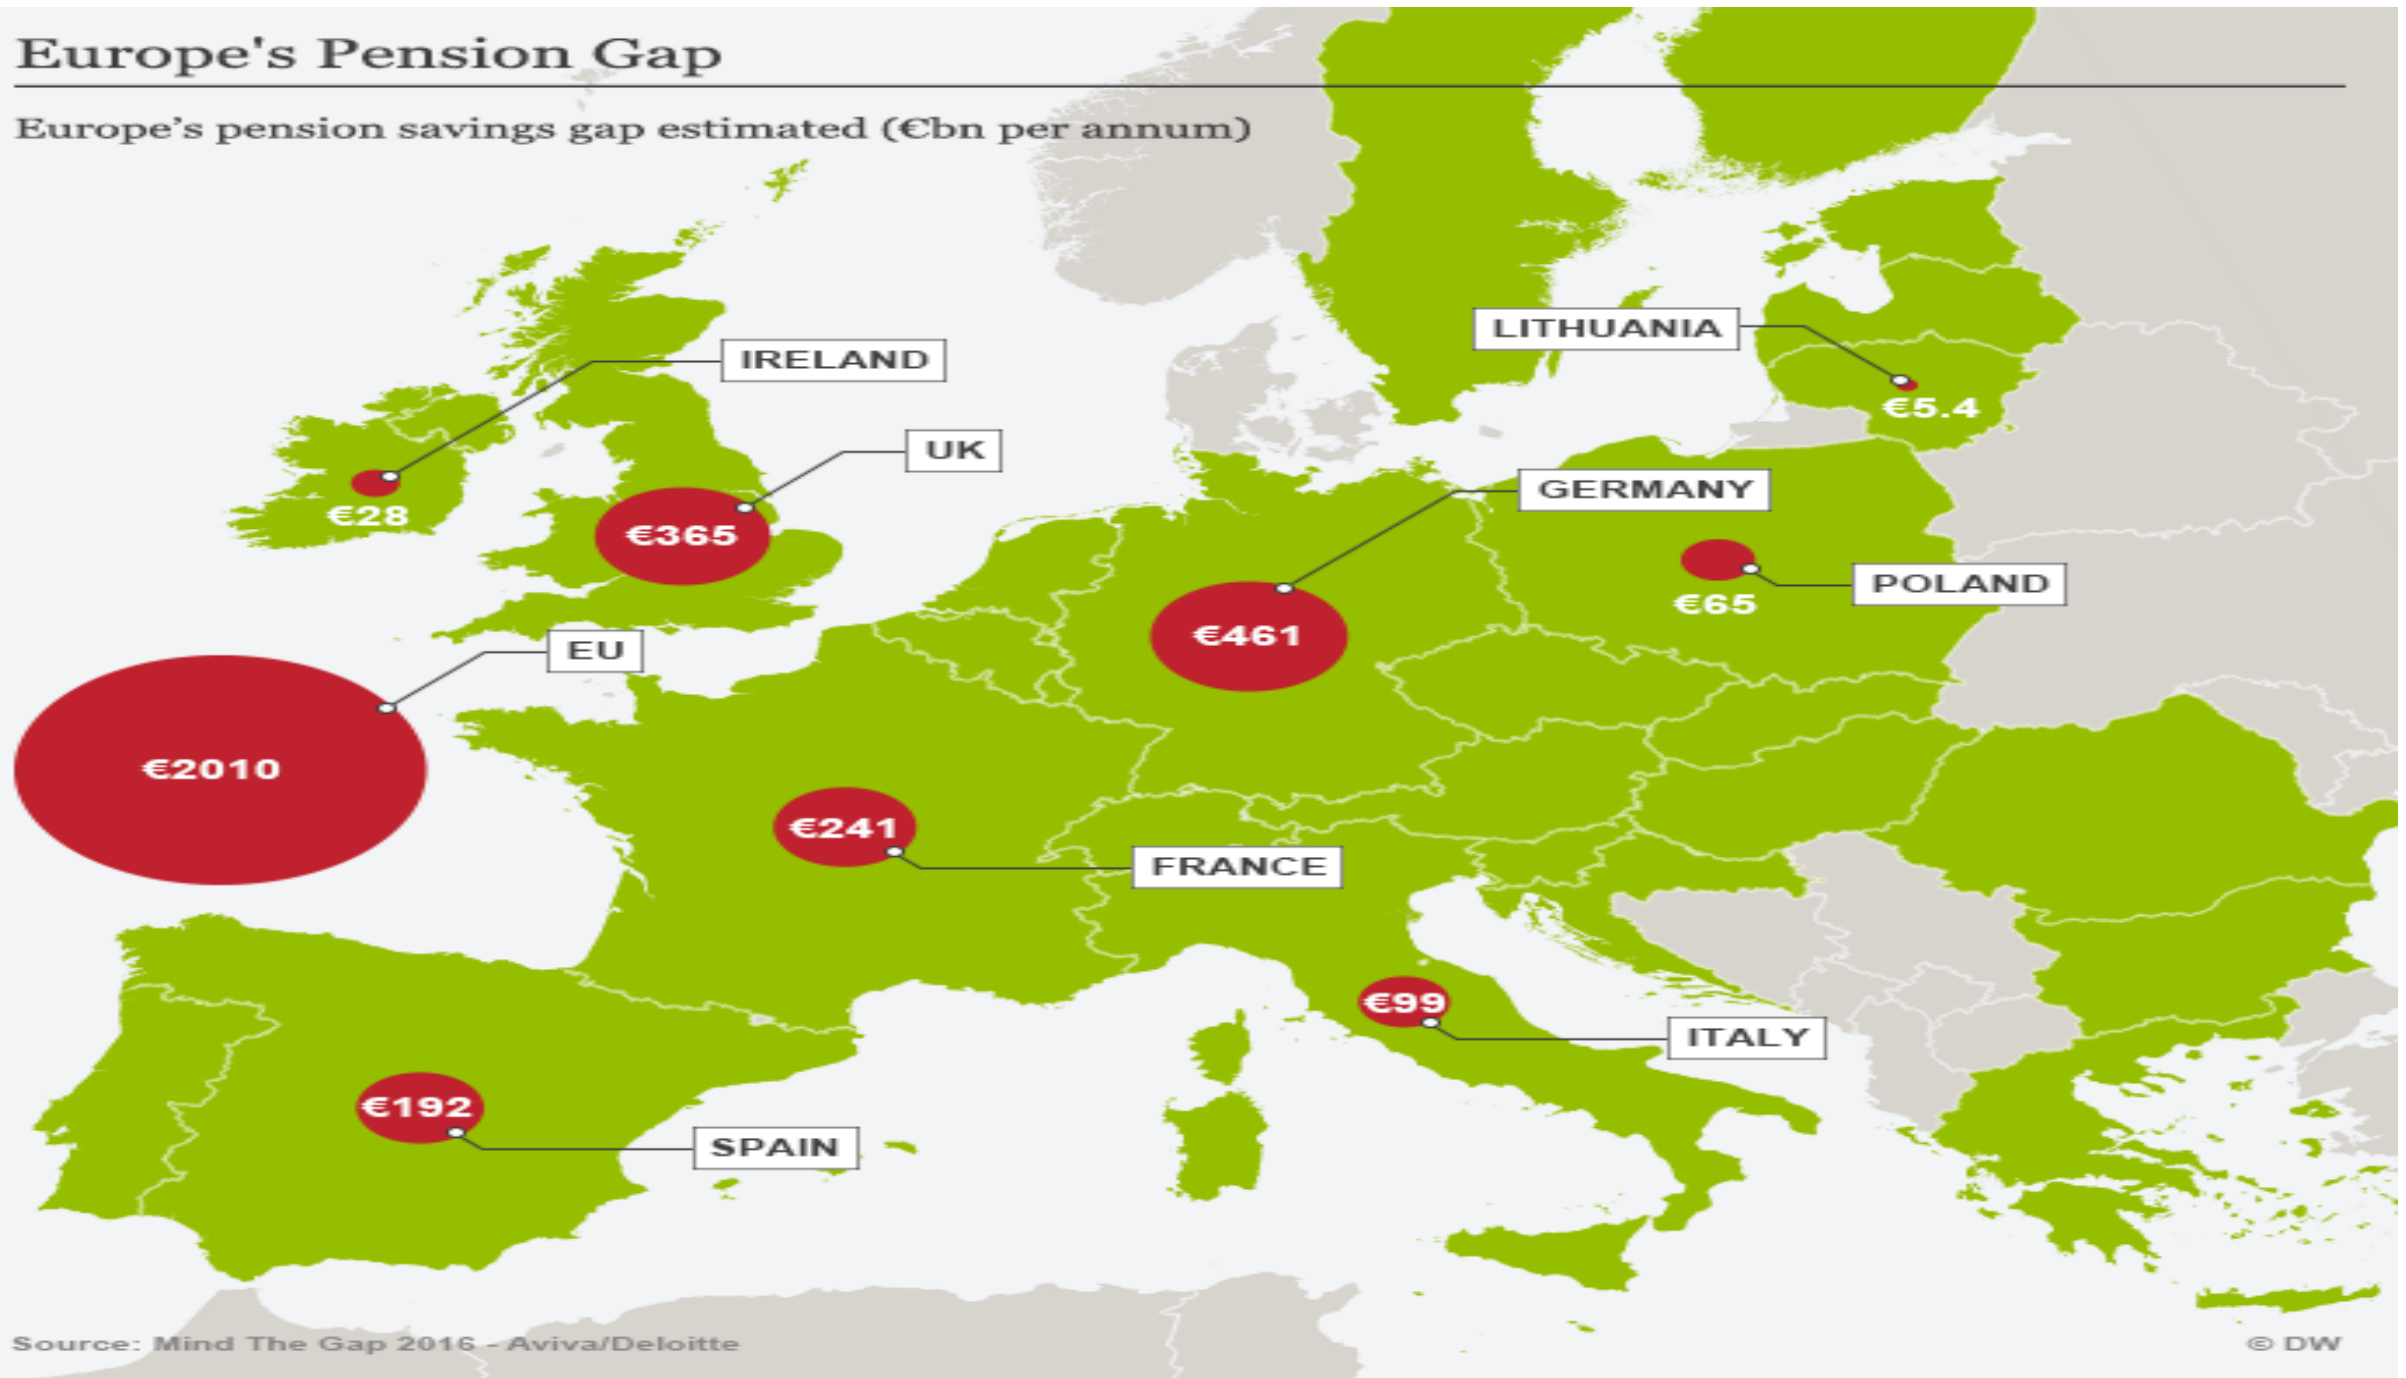 Europe's Pension Gap
Europe's pension savings gap estimated (€bn per annum)
LITHUANIA
€5.4
IRELAND
€28
UK
€365
GERMANY
€461
POLAND
€65
EU
€2010
€241
FRANCE
€99
ITALY
€192
SPAIN
Source: Mind The Gap 2016 - Aviva/Deloitte
© DW